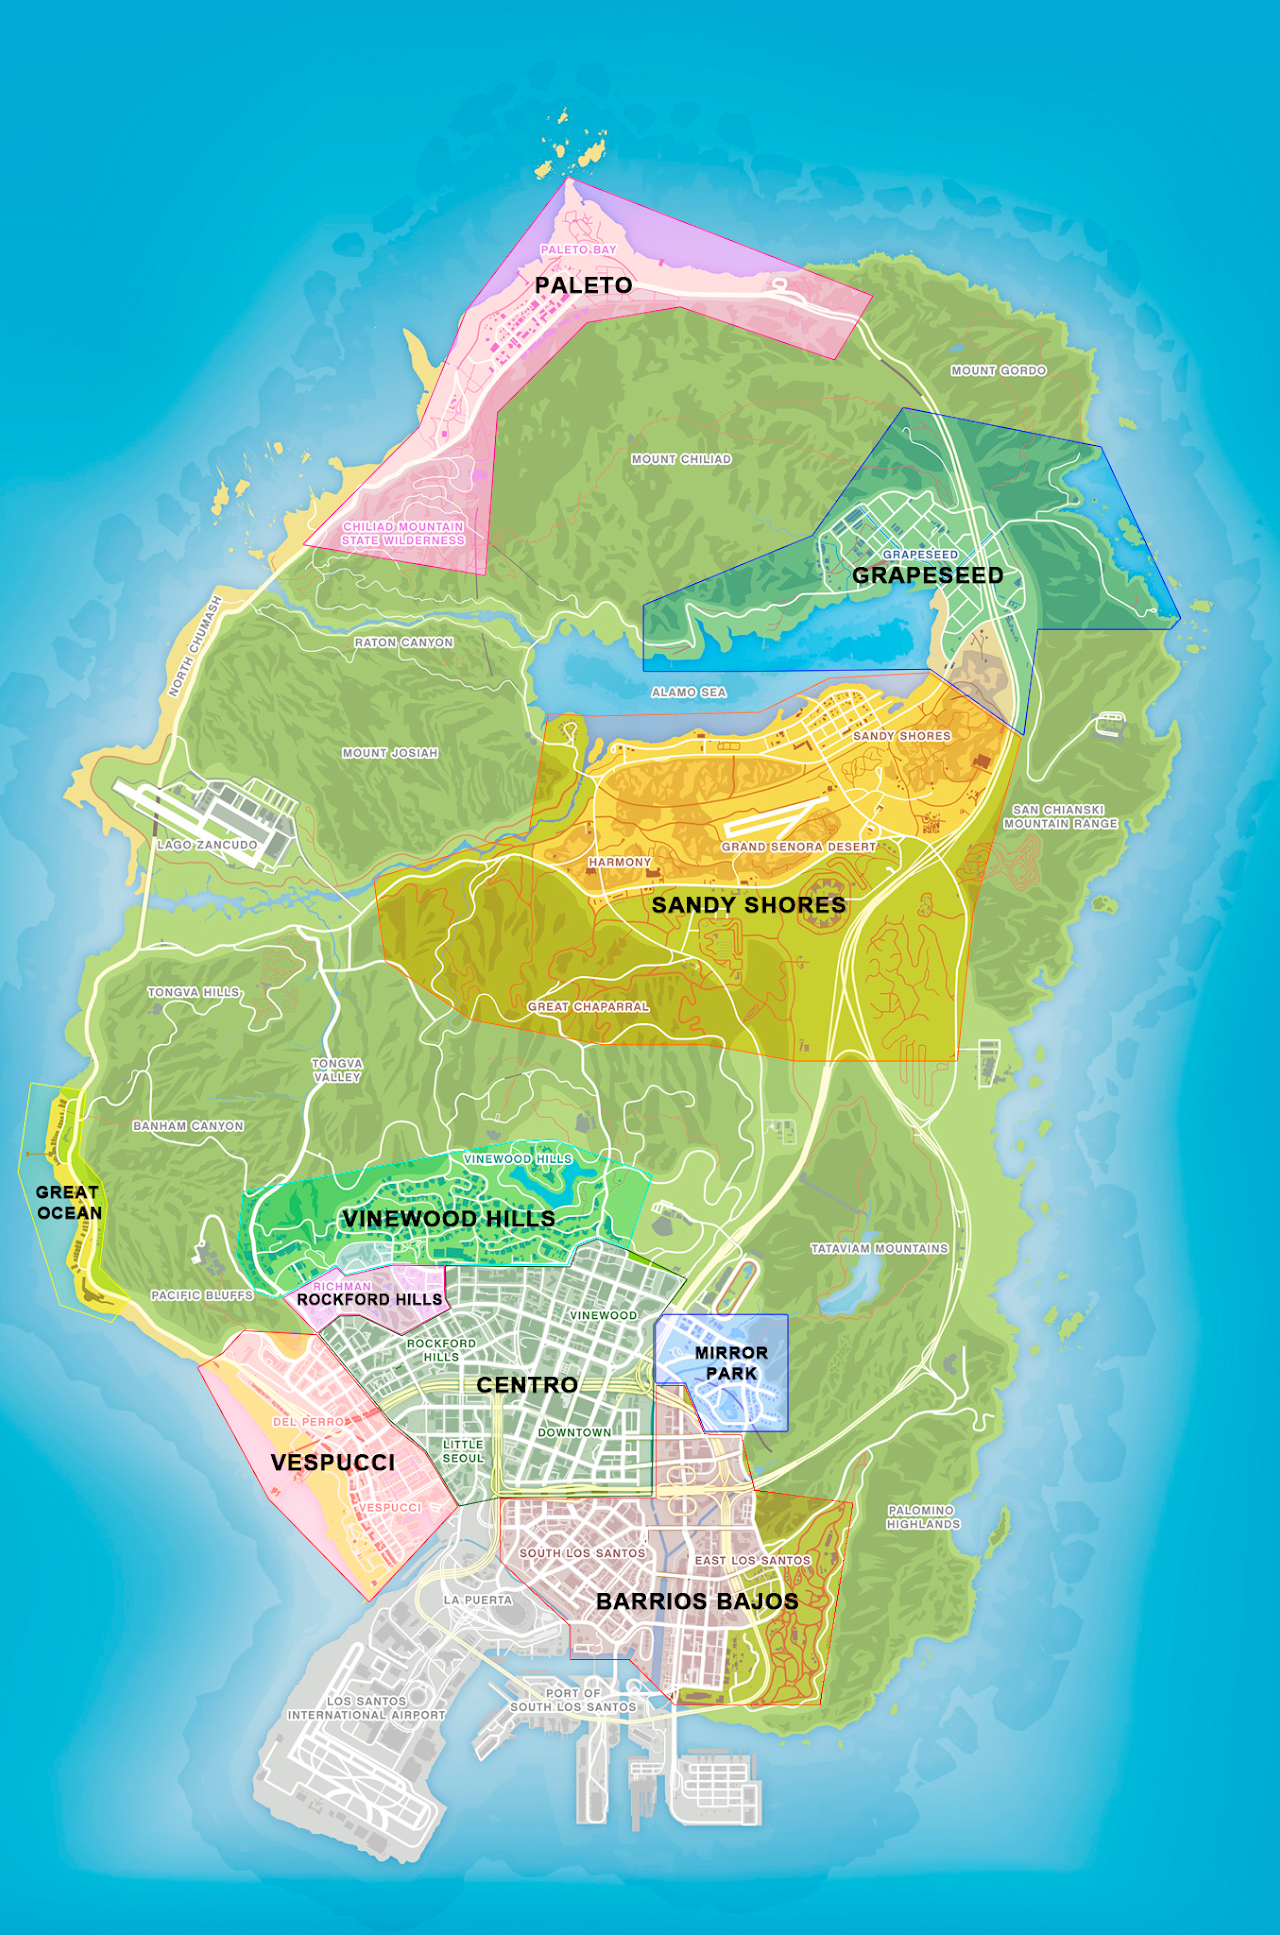 PALETO BAY
PALETO
MOUNT GORDO
MOUNT CHILIAD
CHILIAD MOUNTAIN
STATE WILDERNESS
GRAPESEED
GRAPESEED
NORTH CHUMASH
RATON CANYON
ALAMO SEA
SANDY SHORES
MOUNT JOSIAH
SAN CHIANSKI
MOUNTAIN RANGE
LAGO ZANCUDO
GRAND SENORA DESERT
HARMONY
SANDY SHORES
TONGVA HILLS
GREAT CHAPARRAL
TONGVA
VALLEY
BANHAM CANYON
VINEWOOD HILLS
GREAT
OCEAN
VINEWOOD HILLS
TATAVIAM MOUNTAINS
RICHMAN
PACIFIC BLUFFS
ROCKFORD HILLS
VINEWOOD
ROCKFORD
HILLS
MIRROR
PARK
CENTRO
DEL PERRO
DOWNTOWN
LITTLE
SEOUL
VESPUCCI
VESPUCCI
PALOMINO
HIGHLANDS
SOUTH LOS SANTOS
EAST LOS SANTOS
LA PUERTA
BARRIOS BAJOS
PORT OF
SOUTH LOS SANTOS
LOS SANTOS
INTERNATIONAL AIRPORT